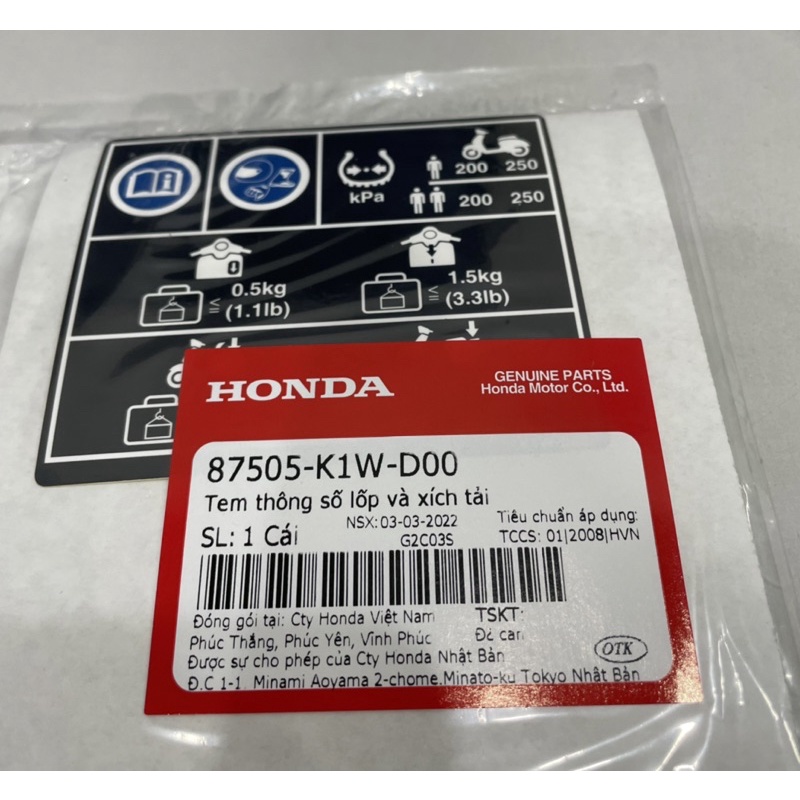 kPa
200 250
200 250
0.5kg
≤ (1.1lb)
1.5kg
≤ (3.3lb)
HONDA
GENUINE PARTS
Honda Motor Co., Ltd.
87505-K1W-D00
Tem thông số lốp và xích tải
NSX: 03-03-2022
Tiêu chuẩn áp dụng:
SL: 1 Cái
G2C03S
TCCS: 01|2008|HVN
Đóng gói tại: Cty Honda Việt Nam
TSKT:
Phúc Thắng, Phúc Yên, Vĩnh Phúc
Được sự cho phép của Cty Honda Nhật Bản
OTK
Đ.C 1-1, Minami Aoyama 2-chome,Minato-ku Tokyo Nhật Bản